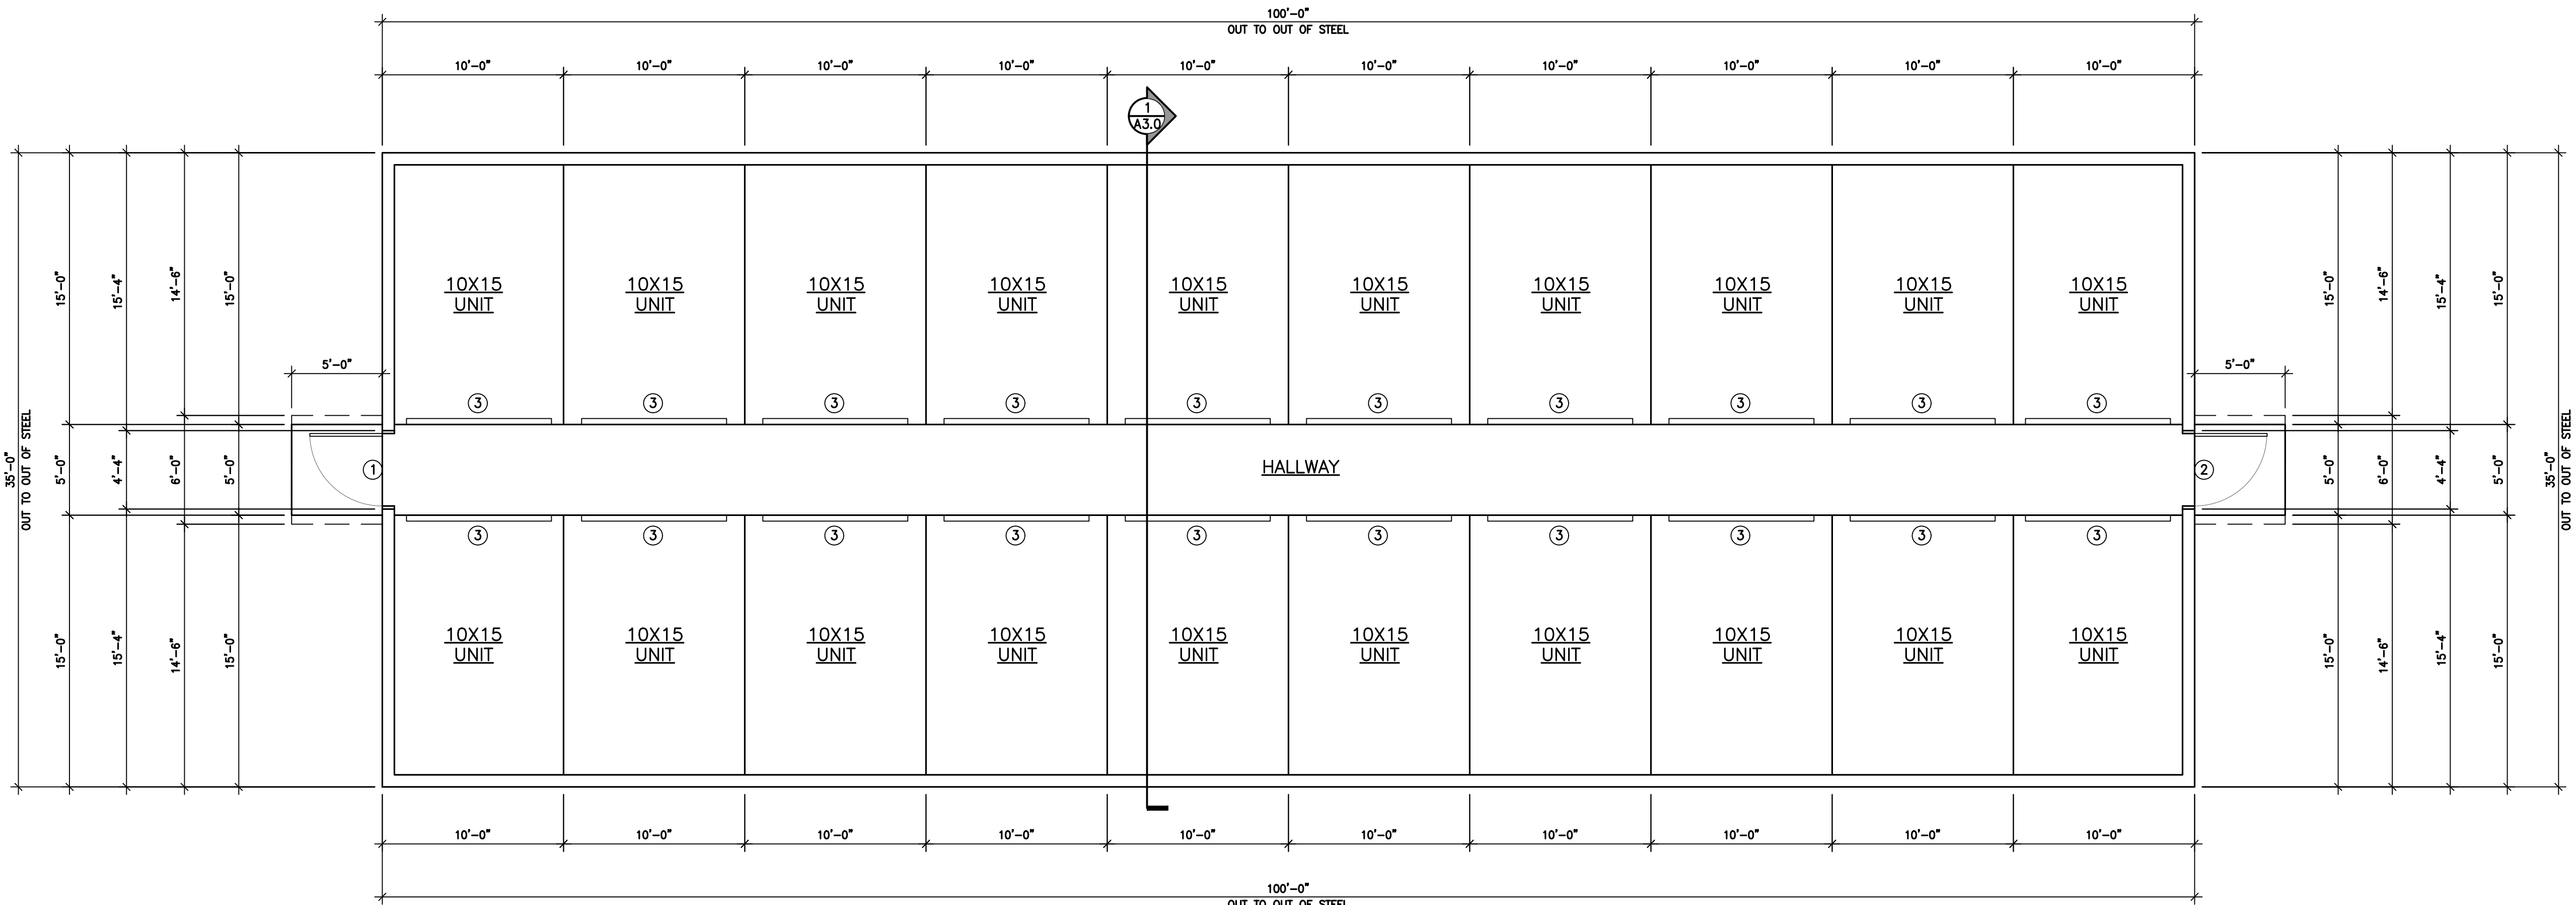 100'-0"
OUT TO OUT OF STEEL
10'-0" 10'-0" 10'-0" 10'-0" 10'-0" 10'-0" 10'-0" 10'-0" 10'-0" 10'-0"
1
A3.0
15'-0" 15'-4" 14'-6" 15'-0"
10X15 10X15 10X15 10X15 10X15 10X15 10X15 10X15 10X15 10X15
UNIT UNIT UNIT UNIT UNIT UNIT UNIT UNIT UNIT UNIT
15'-0" 14'-6" 15'-4" 15'-0"
5'-0" 5'-0"
3 3 3 3 3 3 3 3 3 3
35'-0"
OUT TO OUT OF STEEL
5'-0" 4'-4" 6'-0" 5'-0"
1 HALLWAY 2
5'-0" 6'-0" 4'-4" 5'-0"
35'-0"
OUT TO OUT OF STEEL
3 3 3 3 3 3 3 3 3 3
15'-0" 15'-4" 14'-6" 15'-0"
10X15 10X15 10X15 10X15 10X15 10X15 10X15 10X15 10X15 10X15
UNIT UNIT UNIT UNIT UNIT UNIT UNIT UNIT UNIT UNIT
15'-0" 14'-6" 15'-4" 15'-0"
10'-0" 10'-0" 10'-0" 10'-0" 10'-0" 10'-0" 10'-0" 10'-0" 10'-0" 10'-0"
100'-0"
OUT TO OUT OF STEEL